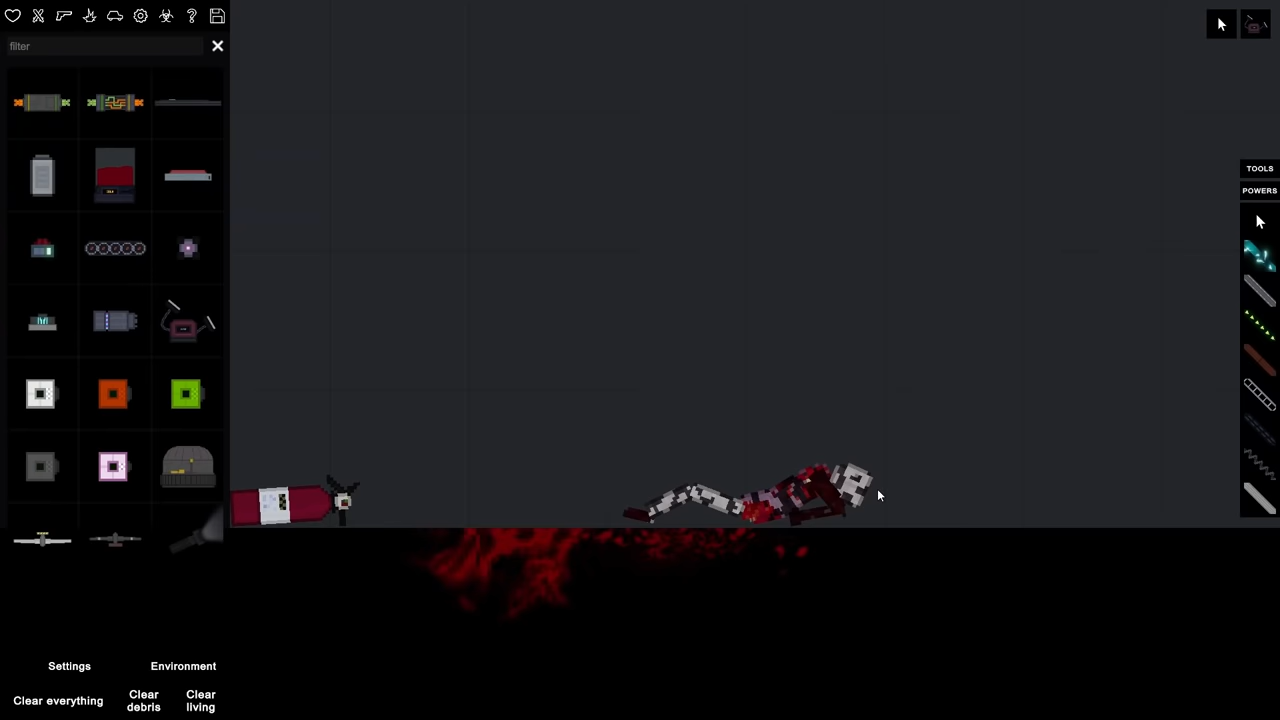 filter
TOOLS
POWERS
Settings
Environment
Clear everything
Clear
debris
Clear
living